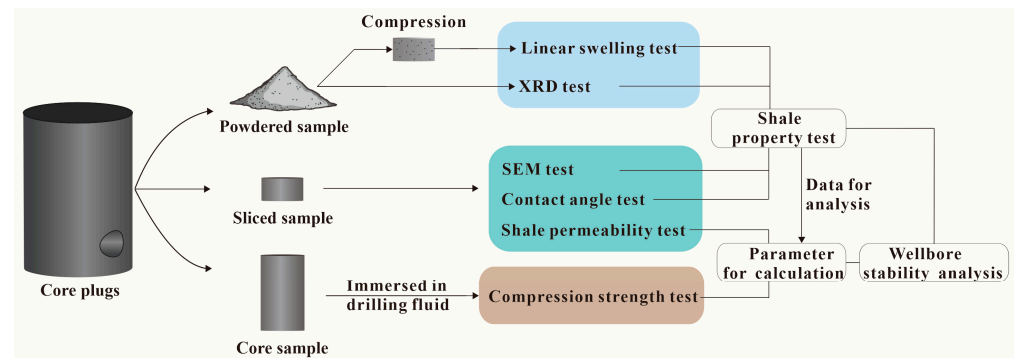 Compression
Linear swelling test
XRD test
Powdered sample
Shale
property test
SEM test
Contact angle test
Shale permeability test
Data for
analysis
Sliced sample
Core plugs
Parameter
for calculation
Wellbore
stability analysis
Immersed in
drilling fluid
Compression strength test
Core sample